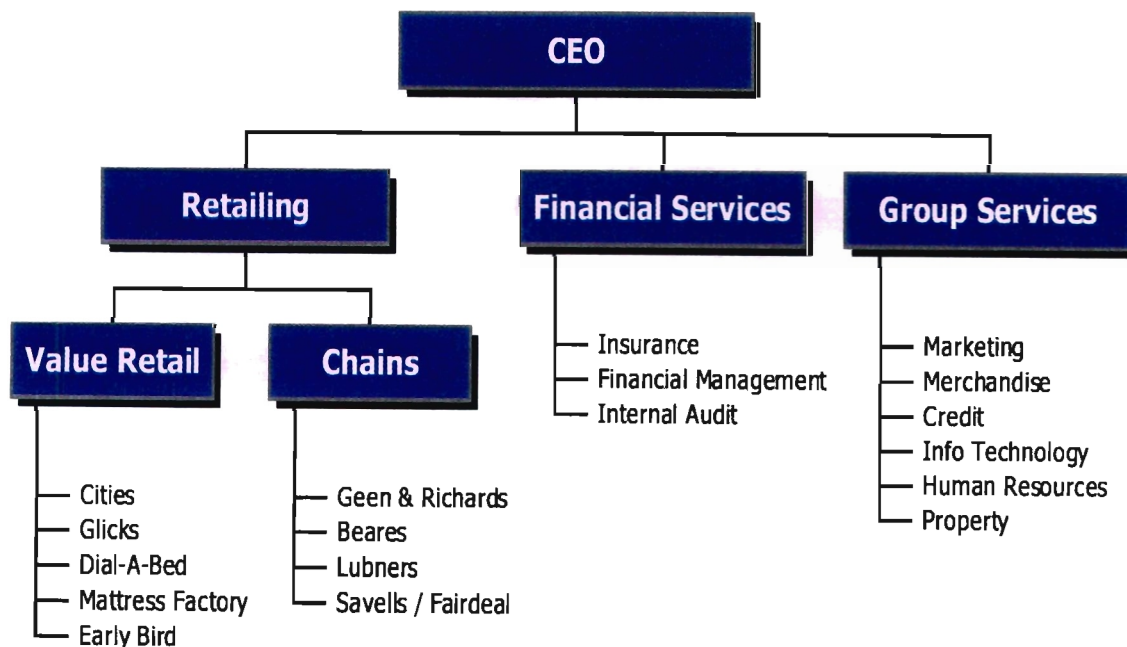 CEO
Retailing
Financial Services
Group Services
Value Retail
Chains
Cities
Glicks
Dial-A-Bed
Mattress Factory
Early Bird
Geen & Richards
Beares
Lubners
Savells / Fairdeal
Insurance
Financial Management
Internal Audit
Marketing
Merchandise
Credit
Info Technology
Human Resources
Property